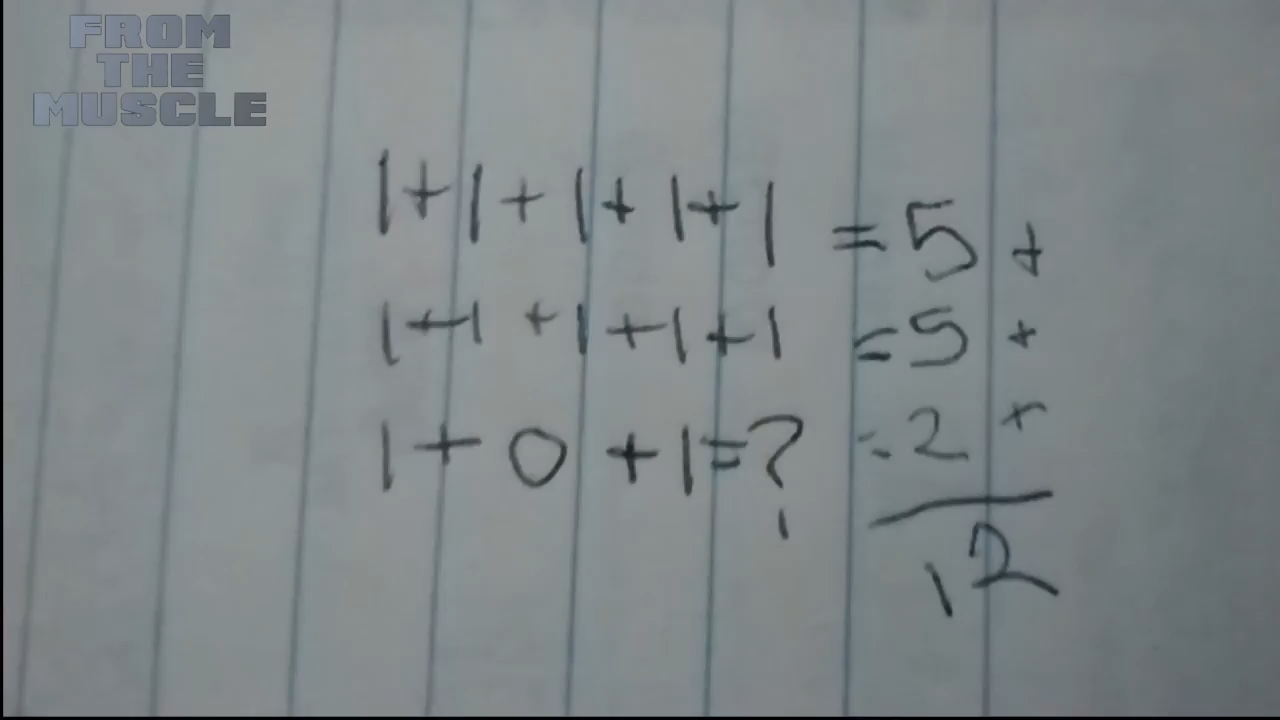 FROM
THE
MUSCLE
1+1+1+1+1 = 5 +
1+1+1+1+1 = 5 +
1+0+1=? = 2 +
12